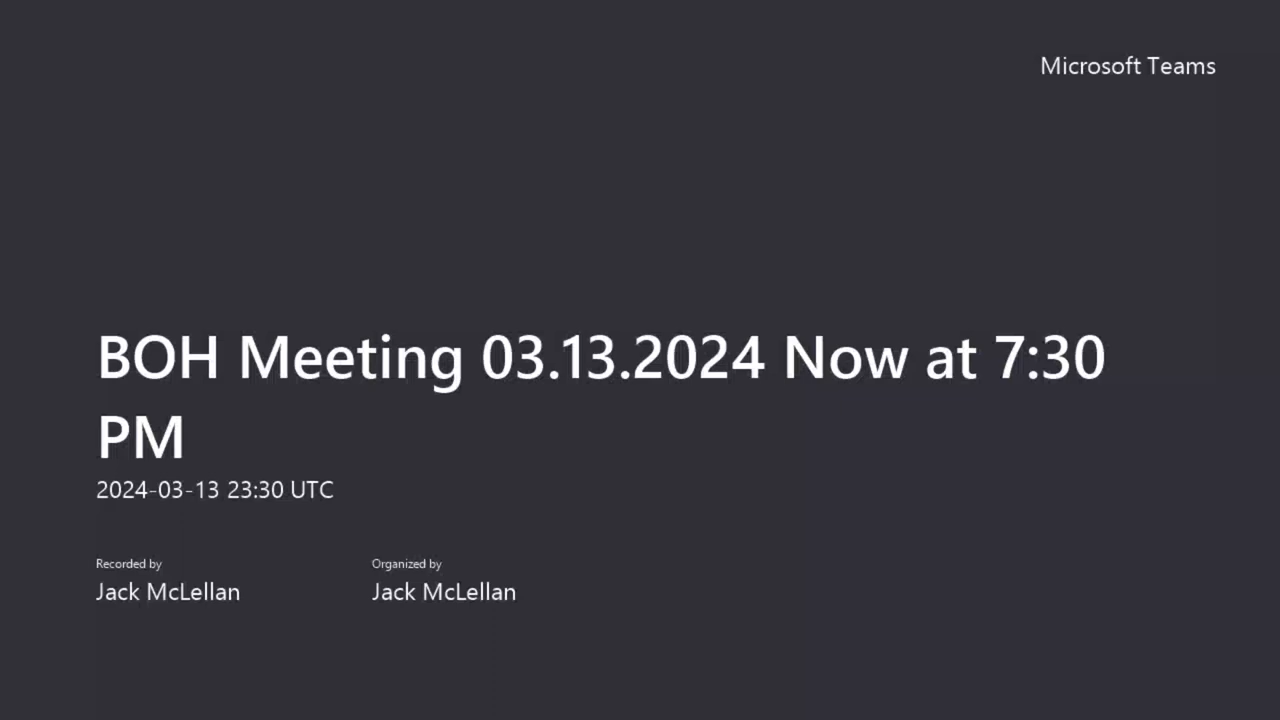 Microsoft Teams
BOH Meeting 03.13.2024 Now at 7:30
PM
2024-03-13 23:30 UTC
Recorded by
Jack McLellan
Organized by
Jack McLellan